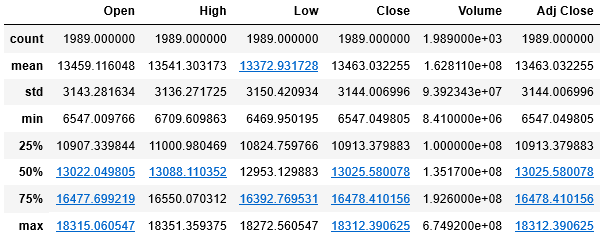 Open High Low Close Volume Adj Close
count 1989.000000 1989.000000 1989.000000 1989.000000 1.989000e+03 1989.000000
mean 13459.116048 13541.303173 13372.931728 13463.032255 1.628110e+08 13463.032255
std 3143.281634 3136.271725 3150.420934 3144.006996 9.392343e+07 3144.006996
min 6547.009766 6709.609863 6469.950195 6547.049805 8.410000e+06 6547.049805
25% 10907.339844 11000.980469 10824.759766 10913.379883 1.000000e+08 10913.379883
50% 13022.049805 13088.110352 12953.129883 13025.580078 1.351700e+08 13025.580078
75% 16477.699219 16550.070312 16392.769531 16478.410156 1.926000e+08 16478.410156
max 18315.060547 18351.359375 18272.560547 18312.390625 6.749200e+08 18312.390625